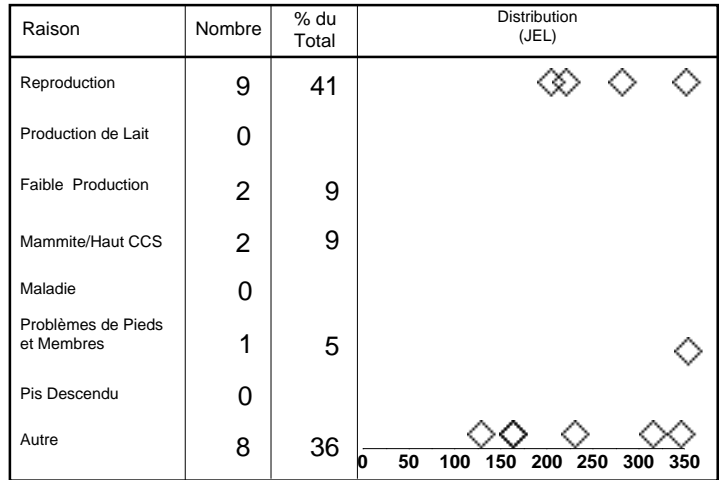 Raison Nombre % du Total Distribution (JEL)
Reproduction 9 41
Production de Lait 0
Faible Production 2 9
Mammite/Haut CCS 2 9
Maladie 0
Problèmes de Pieds et Membres 1 5
Pis Descendu 0
Autre 8 36
0 50 100 150 200 250 300 350